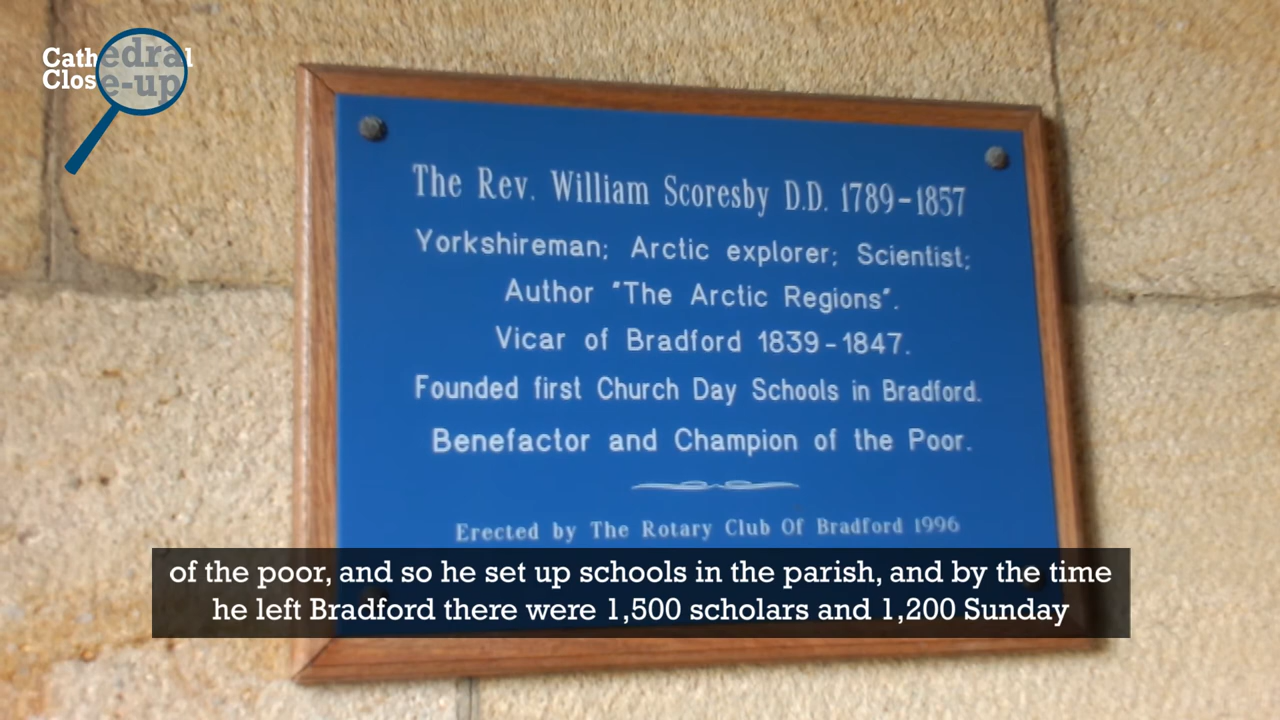 Cathedral
Close-up
The Rev. William Scoresby D.D. 1789-1857
Yorkshireman; Arctic explorer; Scientist;
Author "The Arctic Regions".
Vicar of Bradford 1839-1847.
Founded first Church Day Schools in Bradford.
Benefactor and Champion of the Poor.
Erected by The Rotary Club Of Bradford 1996
of the poor, and so he set up schools in the parish, and by the time
he left Bradford there were 1,500 scholars and 1,200 Sunday